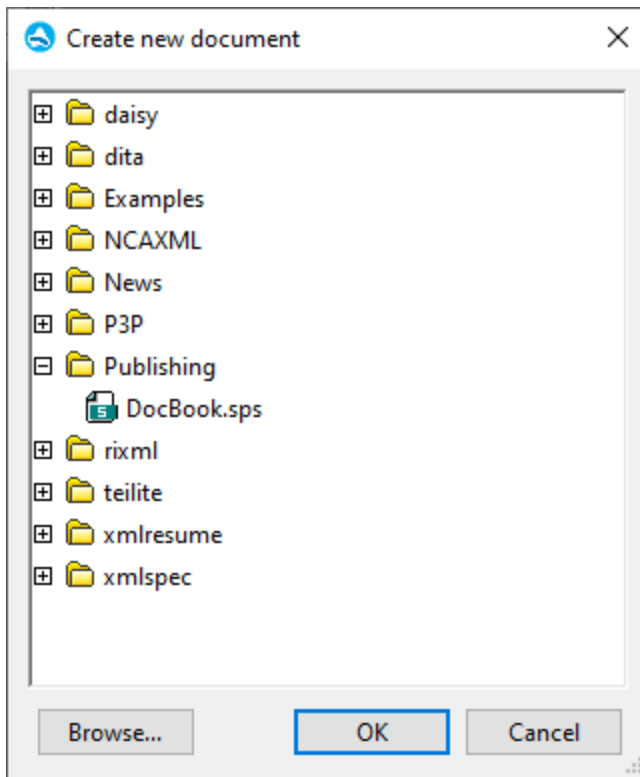 Create new document
daisy
dita
Examples
NCAXML
News
P3P
Publishing
DocBook.sps
rixml
teilite
xmlresume
xmlspec
Browse... OK Cancel